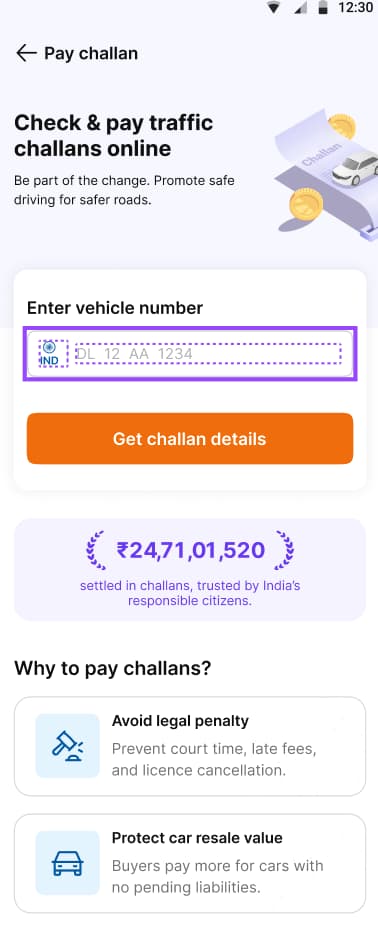 12:30
Pay challan
Check & pay traffic
challans online
Be part of the change. Promote safe
driving for safer roads.
Challan
Enter vehicle number
IND DL 12 AA 1234
Get challan details
₹24,71,01,520
settled in challans, trusted by India’s
responsible citizens.
Why to pay challans?
Avoid legal penalty
Prevent court time, late fees,
and licence cancellation.
Protect car resale value
Buyers pay more for cars with
no pending liabilities.